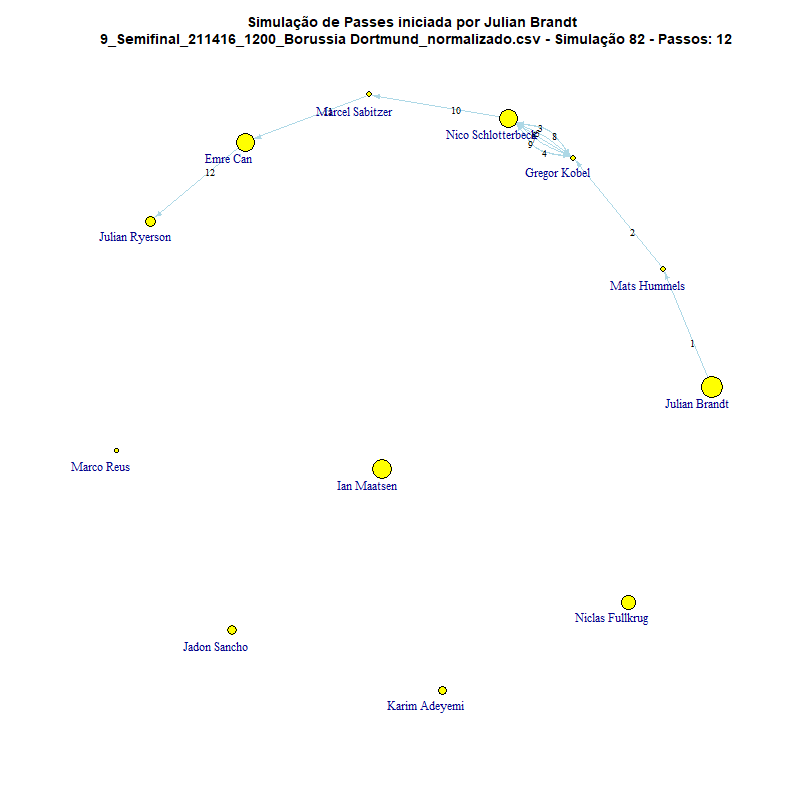 Simulação de Passes iniciada por Julian Brandt
9_Semifinal_211416_1200_Borussia Dortmund_normalizado.csv - Simulação 82 - Passos: 12
Marcel Sabitzer
11
10
Nico Schlotterbeck
3
8
9
4
Emre Can
Gregor Kobel
12
Julian Ryerson
2
Mats Hummels
1
Julian Brandt
Marco Reus
Ian Maatsen
Niclas Fullkrug
Jadon Sancho
Karim Adeyemi